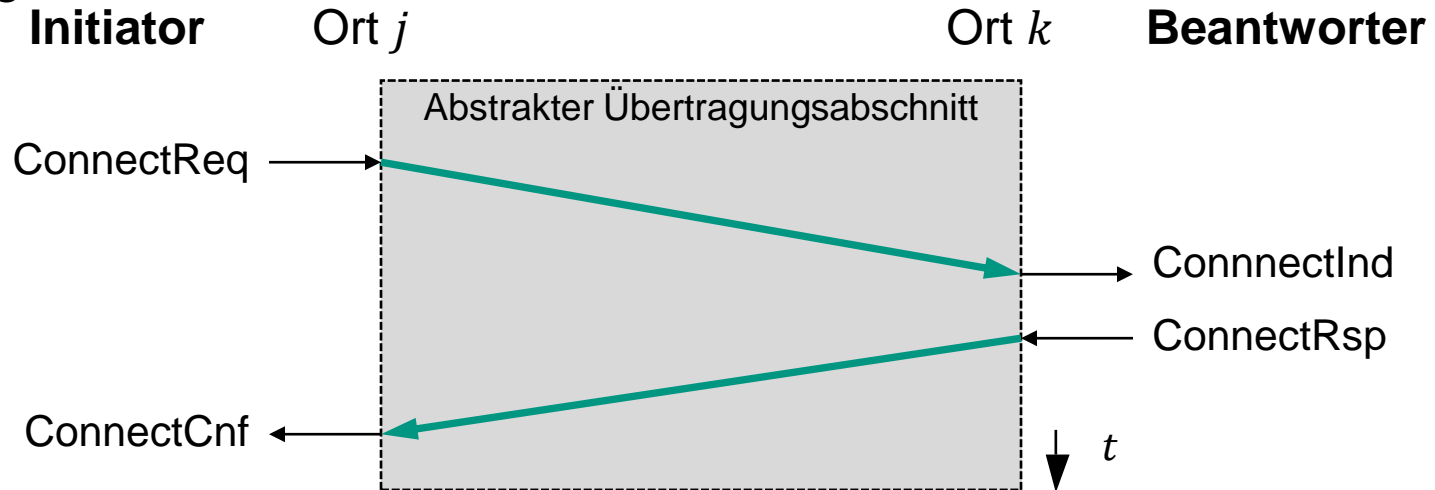 Initiator Ort j Ort k Beantworter
Abstrakter Übertragungsabschnitt
ConnectReq
ConnnectInd
ConnectRsp
ConnectCnf
t